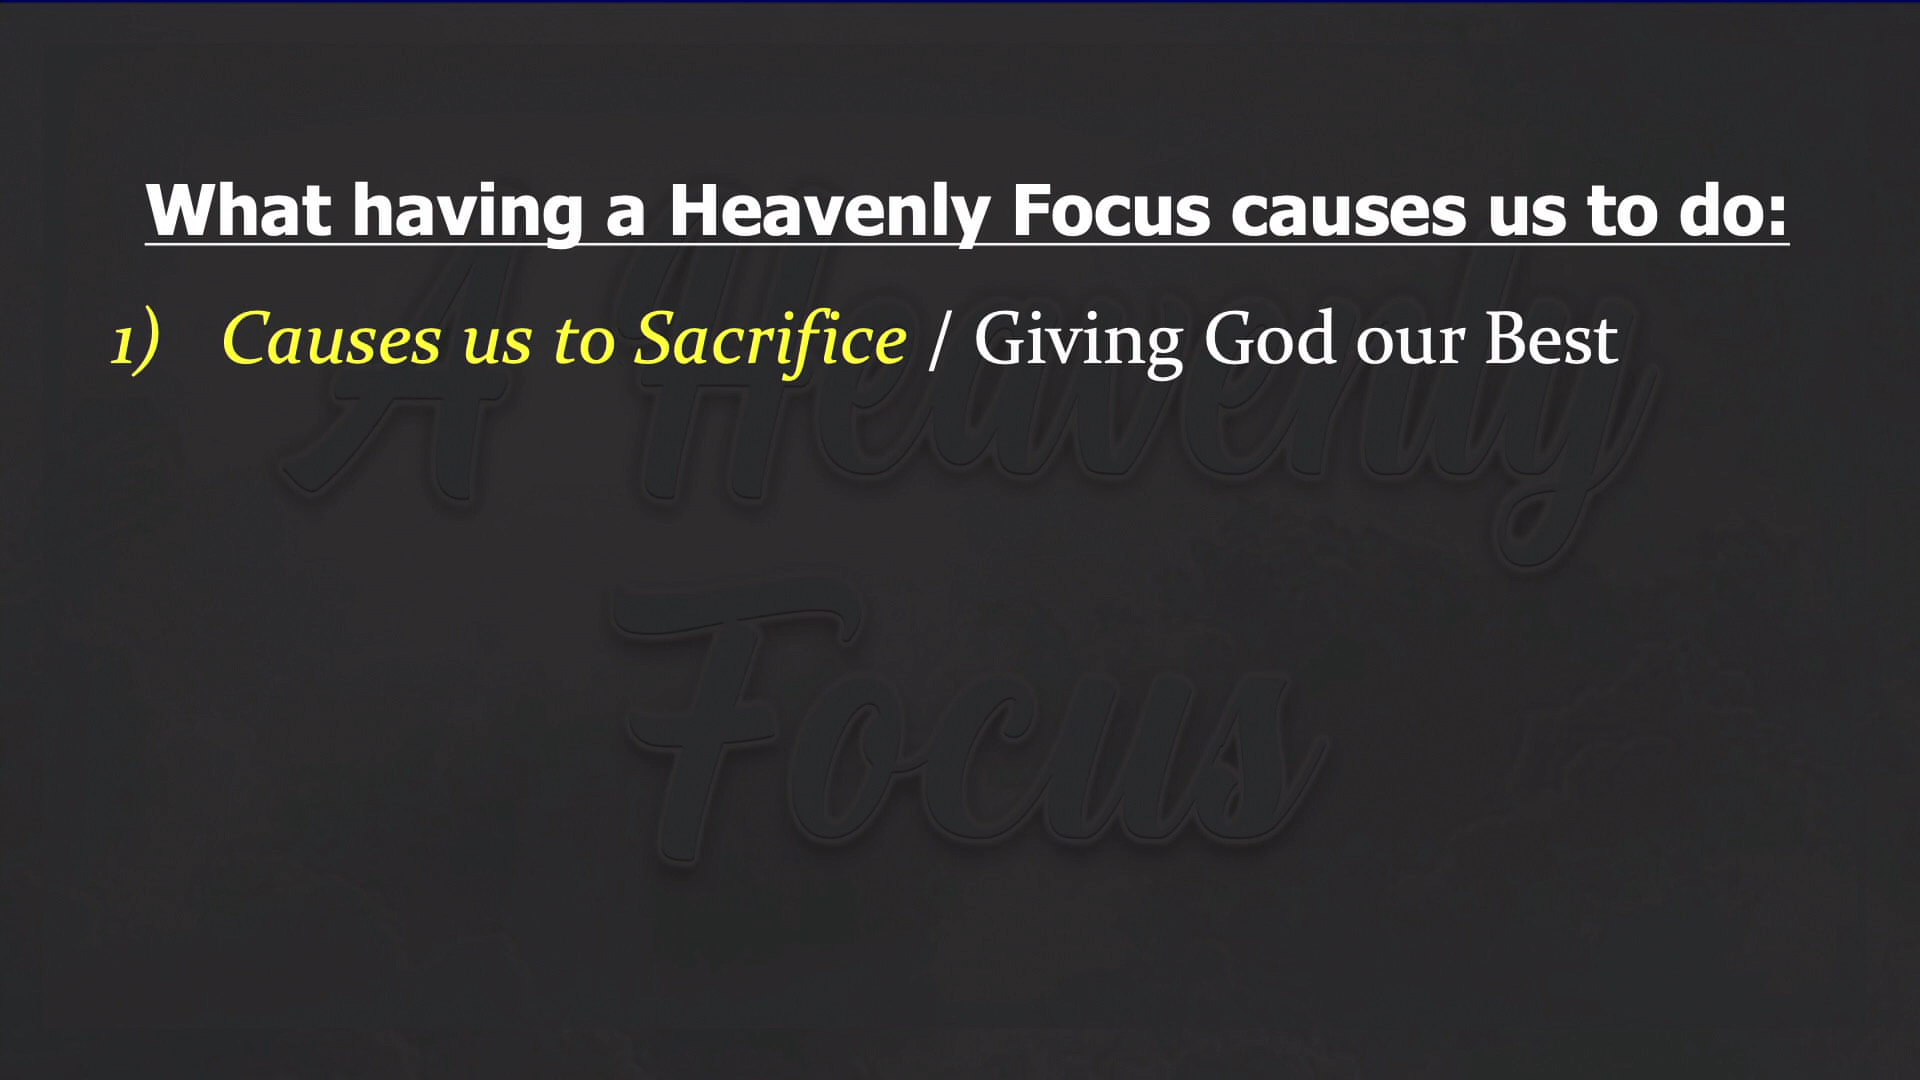 What having a Heavenly Focus causes us to do:
1) Causes us to Sacrifice / Giving God our Best
A Heavenly
Focus